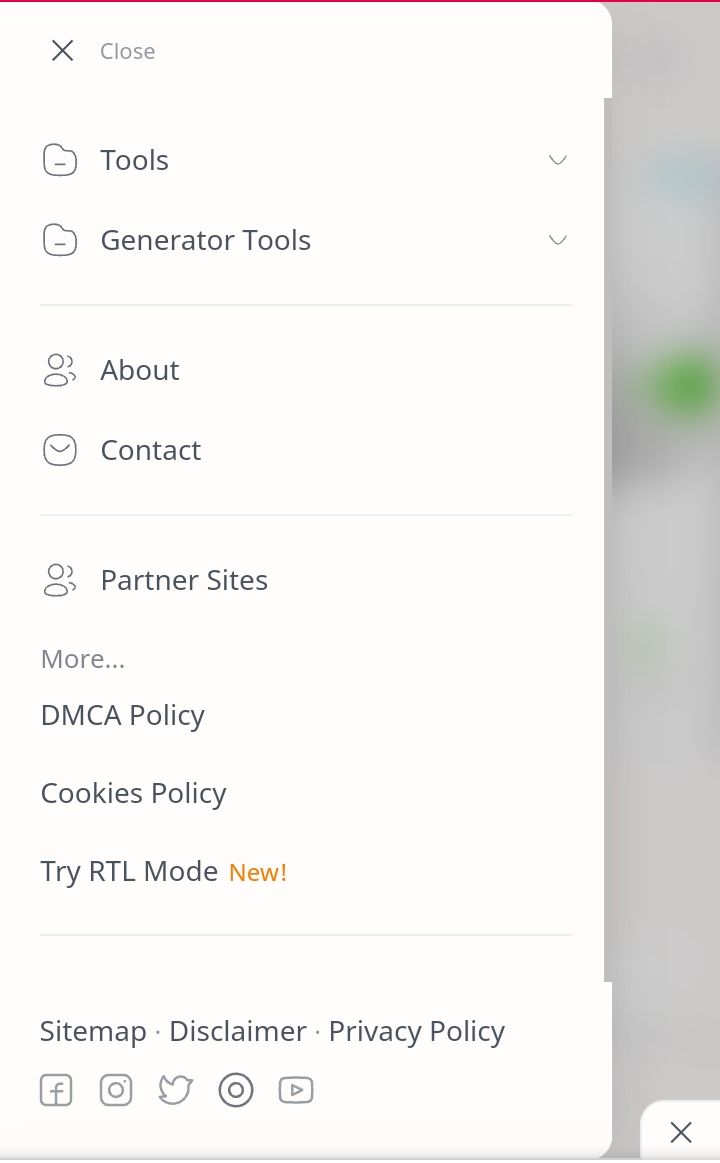 Close
Tools
Generator Tools
About
Contact
Partner Sites
More...
DMCA Policy
Cookies Policy
Try RTL Mode New!
Sitemap · Disclaimer · Privacy Policy